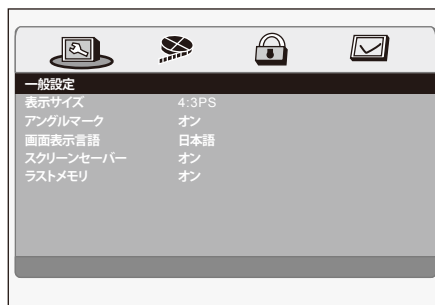 一般設定
表示サイズ 4:3PS
アングルマーク オン
画面表示言語 日本語
スクリーンセーバー オン
ラストメモリ オン